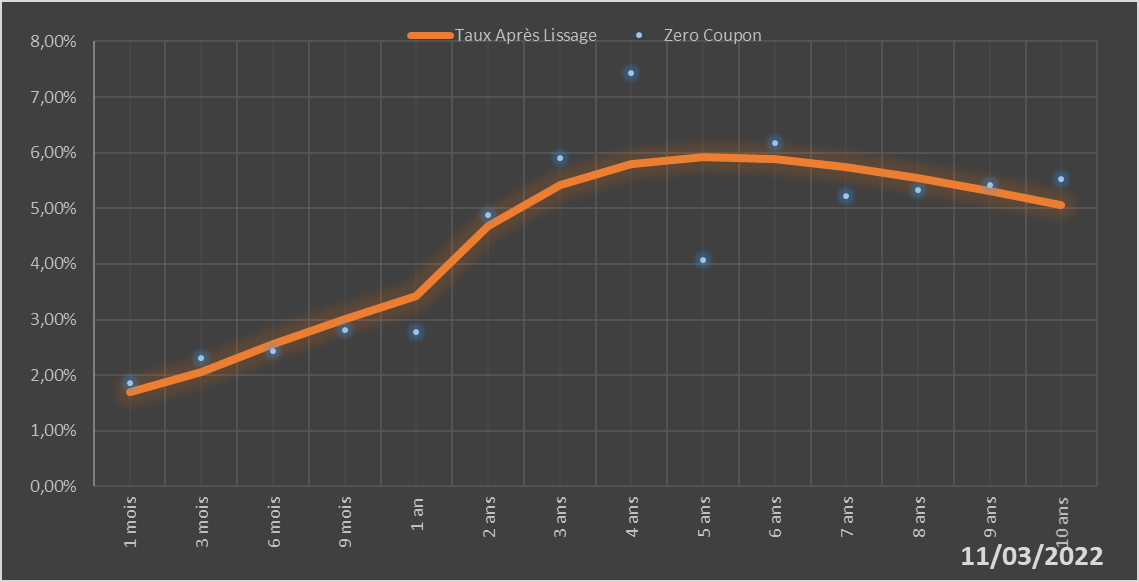 Taux Après Lissage Zero Coupon
8,00%
7,00%
6,00%
5,00%
4,00%
3,00%
2,00%
1,00%
0,00%
1 mois
3 mois
6 mois
9 mois
1 an
2 ans
3 ans
4 ans
5 ans
6 ans
7 ans
8 ans
9 ans
10 ans
11/03/2022